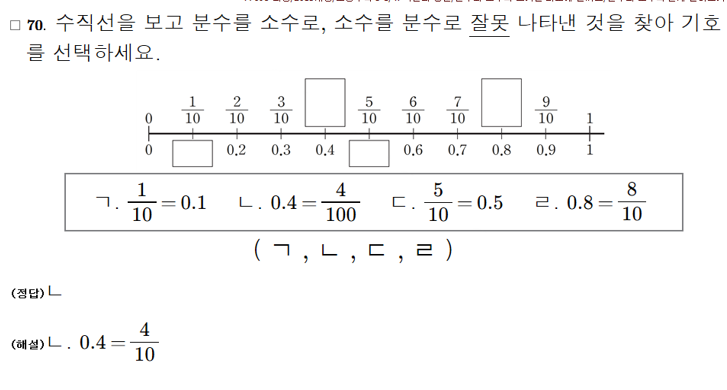 □ 70. 수직선을 보고 분수를 소수로, 소수를 분수로 잘못 나타낸 것을 찾아 기호
를 선택하세요.
0 1/10 2/10 3/10 □ 5/10 6/10 7/10 □ 9/10 1
0 □ 0.2 0.3 0.4 □ 0.6 0.7 0.8 0.9 1
ㄱ. 1/10 = 0.1 ㄴ. 0.4 = 4/100 ㄷ. 5/10 = 0.5 ㄹ. 0.8 = 8/10
( ㄱ , ㄴ , ㄷ , ㄹ )
(정답) ㄴ
(해설) ㄴ. 0.4 = 4/10